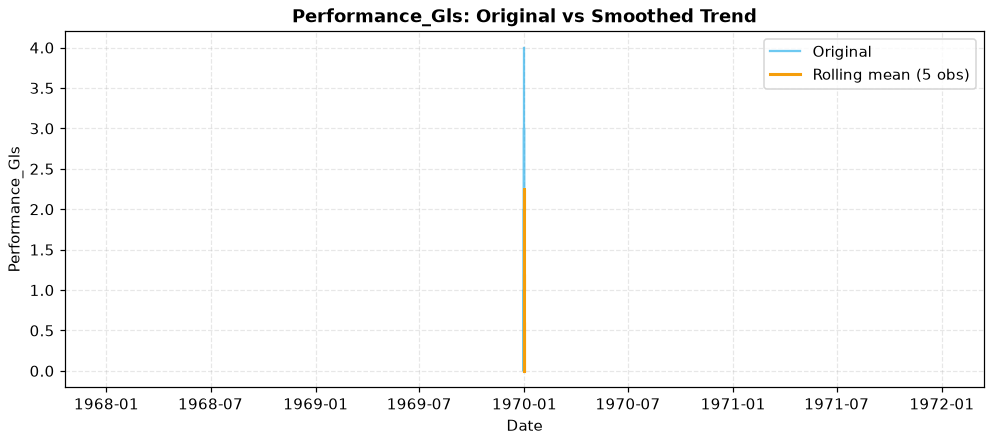 Performance_Gls: Original vs Smoothed Trend
Original
Rolling mean (5 obs)
Performance_Gls
4.0
3.5
3.0
2.5
2.0
1.5
1.0
0.5
0.0
1968-01 1968-07 1969-01 1969-07 1970-01 1970-07 1971-01 1971-07 1972-01
Date